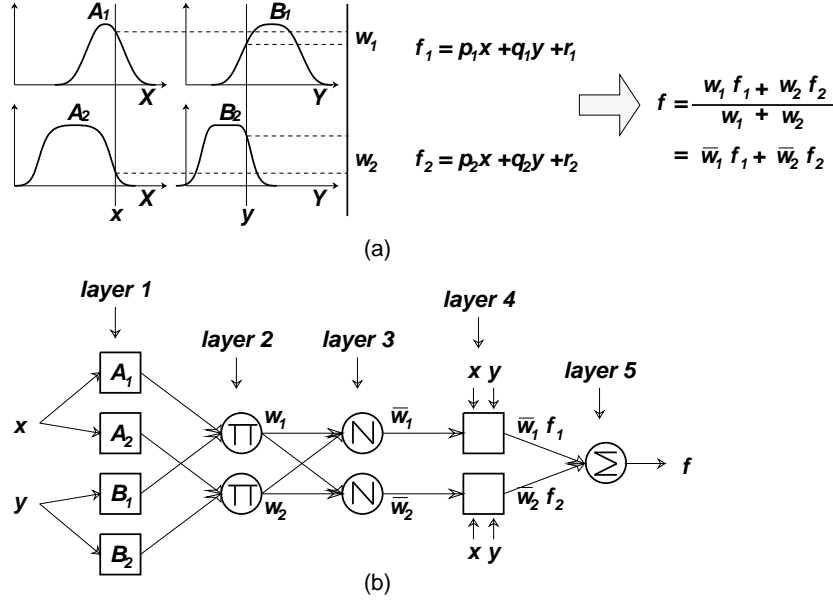 A₁ B₁
w₁ f₁ = p₁x +q₁y +r₁
X Y
A₂ B₂
f = w₁ f₁ + w₂ f₂ / w₁ + w₂
= w̅₁ f₁ + w̅₂ f₂
w₂ f₂ = p₂x +q₂y +r₂
X Y
x y
(a)
layer 1
layer 4
layer 2 layer 3
x y layer 5
A₁
w₁ w̅₁ w̅₁ f₁
x A₂ Π N
Σ f
y B₁ Π N
w₂ w̅₂ w̅₂ f₂
B₂ x y
(b)